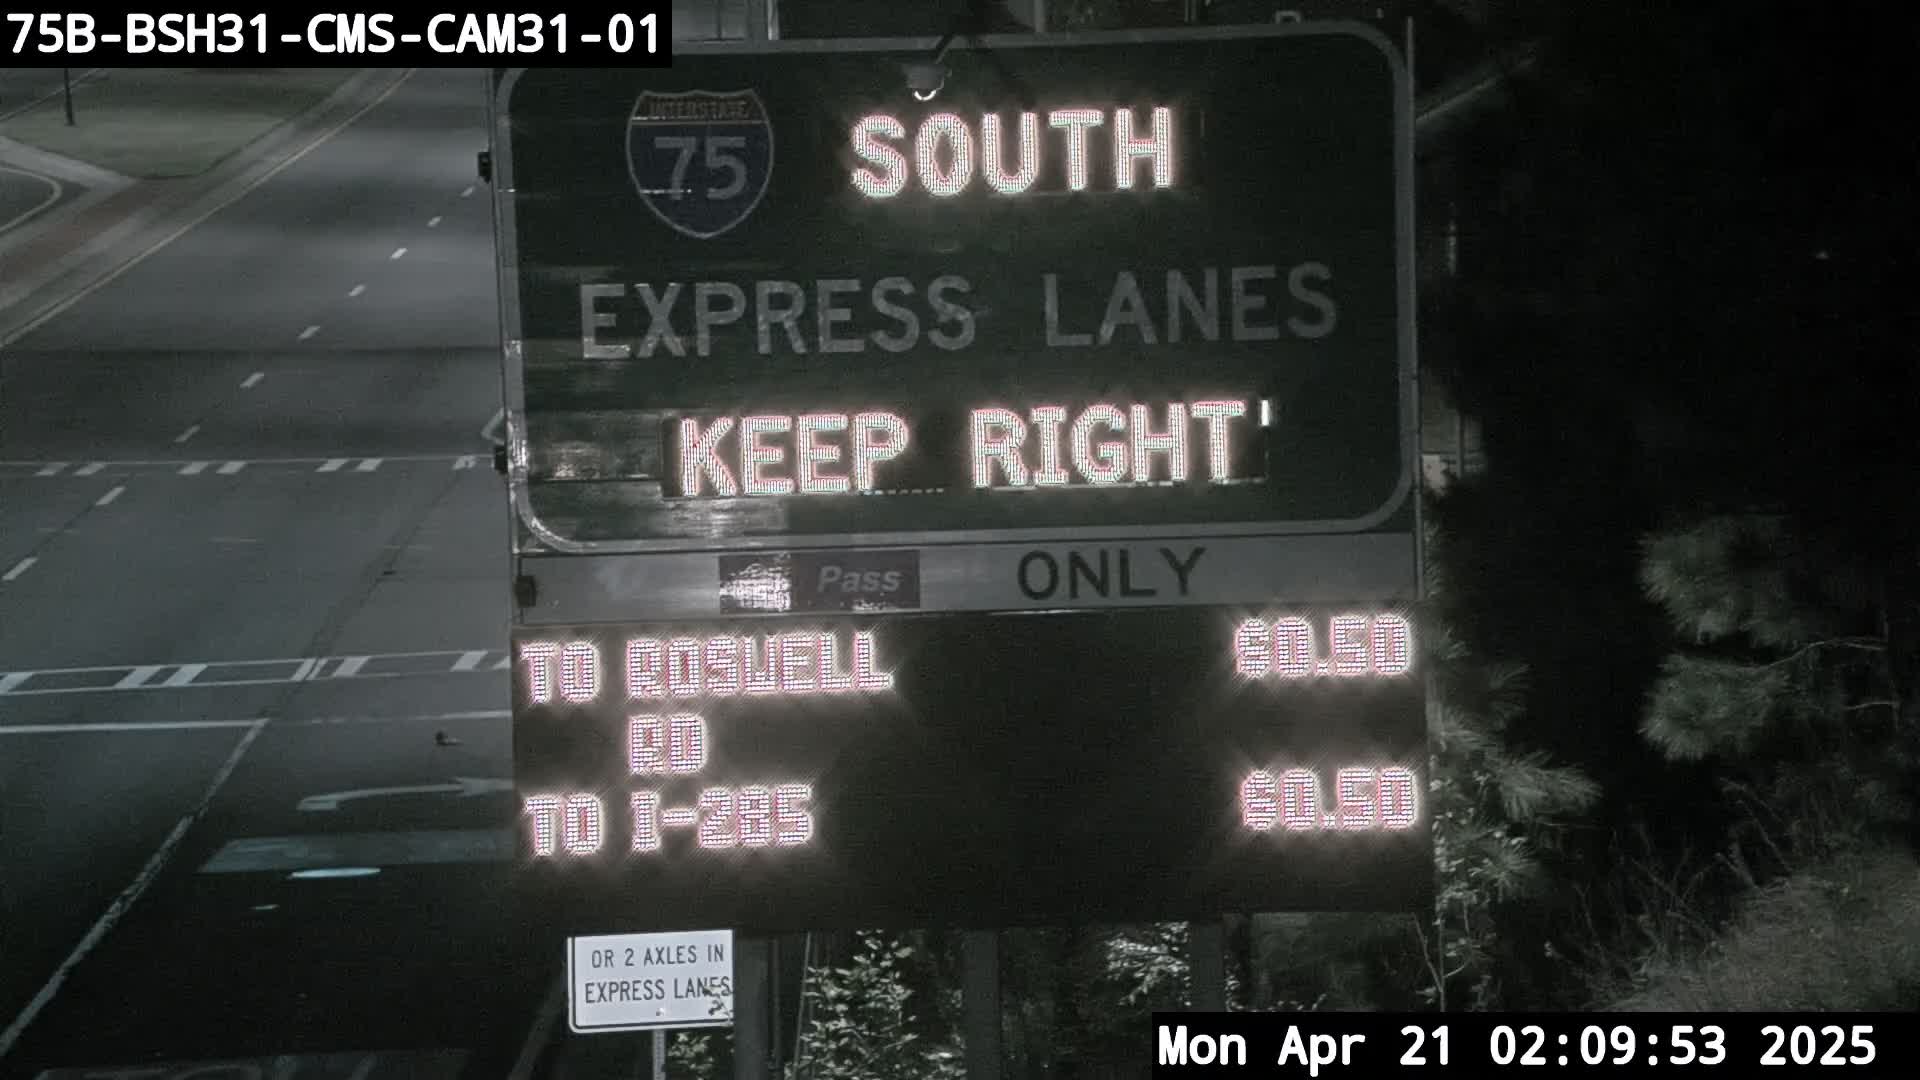 75B-BSH31-CMS-CAM31-01
INTERSTATE
75
SOUTH
EXPRESS LANES
KEEP RIGHT
Pass
ONLY
TO ROSWELL $0.50
RD
TO I-285 $0.50
OR 2 AXLES IN
EXPRESS LANES
Mon Apr 21 02:09:53 2025